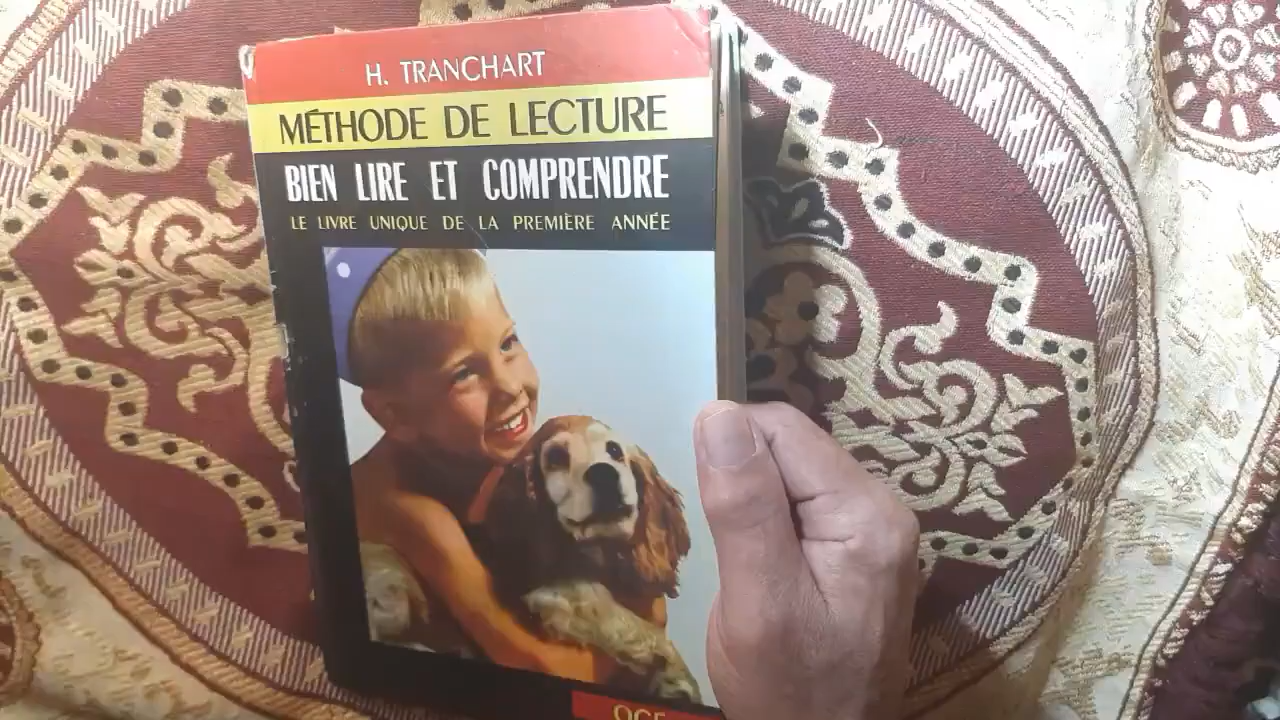 H. TRANCHART
MÉTHODE DE LECTURE
BIEN LIRE ET COMPRENDRE
LE LIVRE UNIQUE DE LA PREMIÈRE ANNÉE